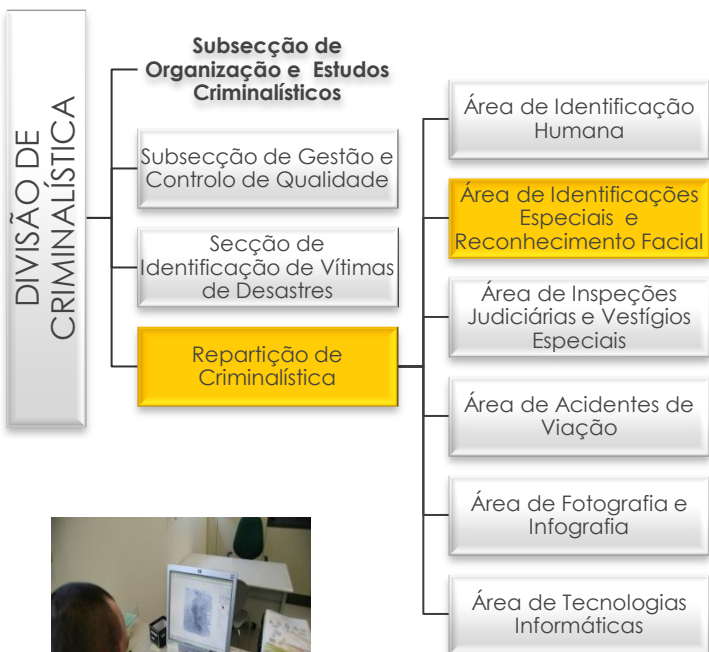 DIVISÃO DE
CRIMINALÍSTICA
Subsecção de
Organização e Estudos
Criminalísticos
Subsecção de Gestão e
Controlo de Qualidade
Secção de
Identificação de Vítimas
de Desastres
Repartição de
Criminalística
Área de Identificação
Humana
Área de Identificações
Especiais e
Reconhecimento Facial
Área de Inspeções
Judiciárias e Vestígios
Especiais
Área de Acidentes de
Viação
Área de Fotografia e
Infografia
Área de Tecnologias
Informáticas